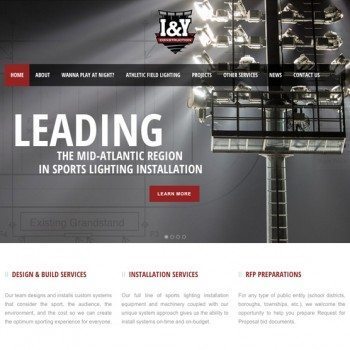 I&Y
CONSTRUCTION
HOME ABOUT WANNA PLAY AT NIGHT? ATHLETIC FIELD LIGHTING PROJECTS OTHER SERVICES NEWS CONTACT US
LEADING
THE MID-ATLANTIC REGION
IN SPORTS LIGHTING INSTALLATION
LEARN MORE
Existing Grandstand
DESIGN & BUILD SERVICES
Our team designs and installs custom systems
that consider the sport, the audience, the
environment, and the cost so we can create
the optimum sporting experience for everyone.
INSTALLATION SERVICES
Our full line of sports lighting installation
equipment and machinery coupled with our
unique system approach gives us the ability to
install systems on-time and on-budget.
RFP PREPARATIONS
For any type of public entity (school districts,
boroughs, townships, etc.), we welcome the
opportunity to help you prepare Request for
Proposal bid documents.